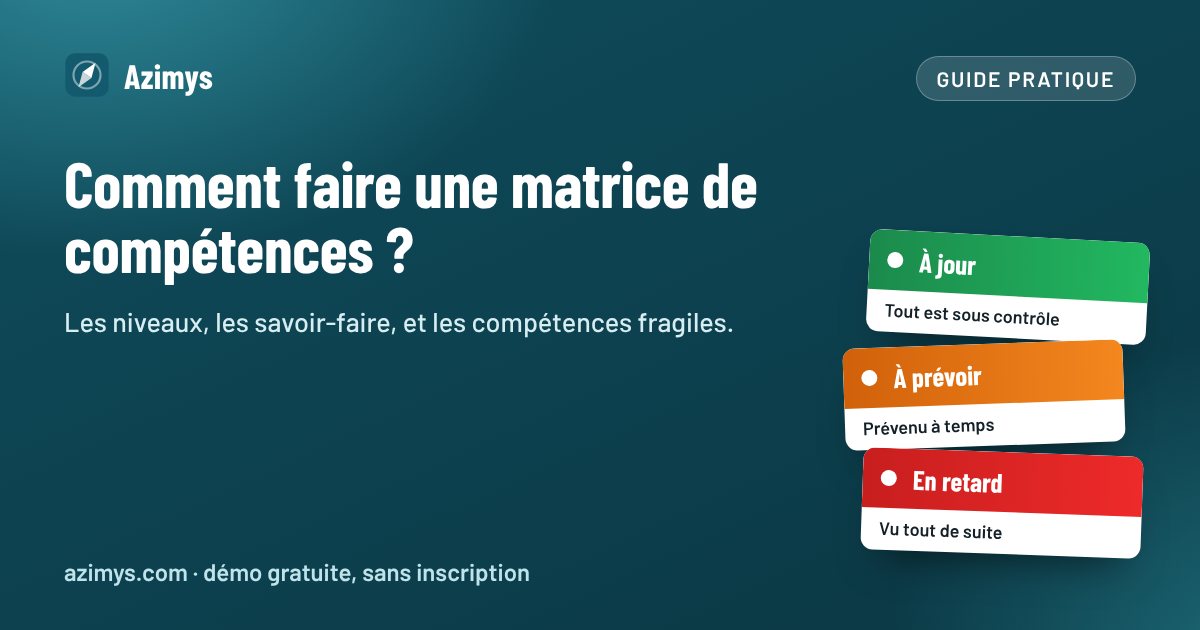 Azimys
GUIDE PRATIQUE
Comment faire une matrice de
compétences ?
Les niveaux, les savoir-faire, et les compétences fragiles.
À jour
Tout est sous contrôle
À prévoir
Prévenu à temps
En retard
Vu tout de suite
azimys.com · démo gratuite, sans inscription